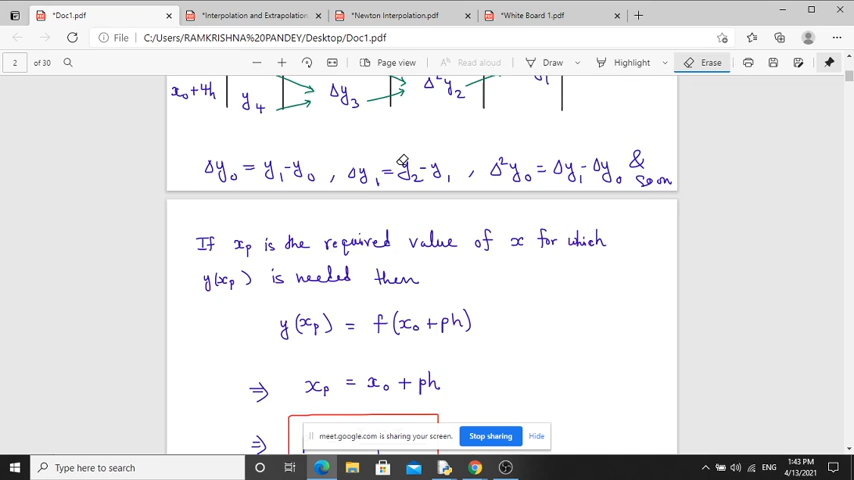 *Doc1.pdf
*Interpolation and Extrapolation
*Newton Interpolation.pdf
*White Board 1.pdf
File
C:/Users/RAMKRISHNA%20PANDEY/Desktop/Doc1.pdf
2 of 30
Page view
Read aloud
Draw
Highlight
Erase
x₀+4h y₄ Δy₃ Δ²y₂
Δy₀ = y₁-y₀ , Δy₁ = y₂-y₁ , Δ²y₀ = Δy₁-Δy₀ & soon
If xₚ is the required value of x for which
y(xₚ) is needed then
y(xₚ) = f(x₀+ph)
⇒ xₚ = x₀ + ph
⇒
meet.google.com is sharing your screen.
Stop sharing
Hide
Type here to search
ENG
1:43 PM
4/13/2021